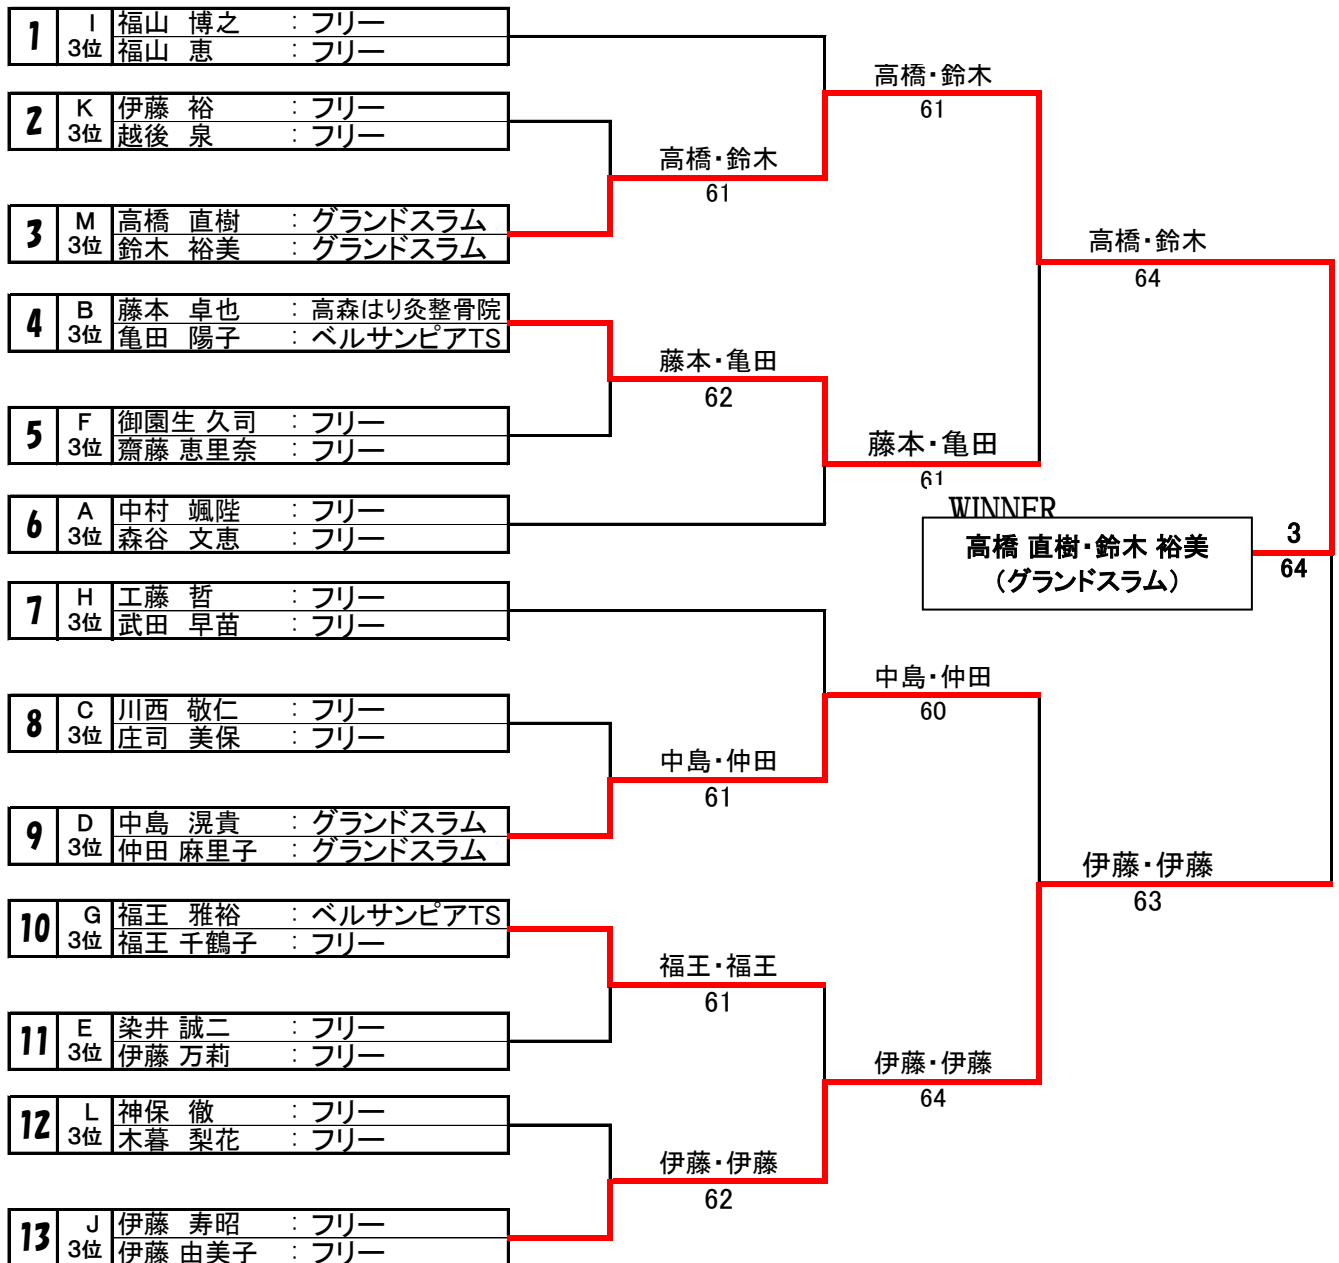 1 I 福山 博之 : フリー
3位 福山 恵 : フリー
高橋・鈴木
61
2 K 伊藤 裕 : フリー
3位 越後 泉 : フリー
高橋・鈴木
61
3 M 高橋 直樹 : グランドスラム
3位 鈴木 裕美 : グランドスラム
高橋・鈴木
64
4 B 藤本 卓也 : 高森はり灸整骨院
3位 亀田 陽子 : ベルサンピアTS
藤本・亀田
62
5 F 御園生 久司 : フリー
3位 齋藤 恵里奈 : フリー
藤本・亀田
61
6 A 中村 颯陛 : フリー
3位 森谷 文恵 : フリー
WINNER
高橋 直樹・鈴木 裕美
(グランドスラム)
3
64
7 H 工藤 哲 : フリー
3位 武田 早苗 : フリー
中島・仲田
60
8 C 川西 敬仁 : フリー
3位 庄司 美保 : フリー
中島・仲田
61
9 D 中島 滉貴 : グランドスラム
3位 仲田 麻里子 : グランドスラム
伊藤・伊藤
63
10 G 福王 雅裕 : ベルサンピアTS
3位 福王 千鶴子 : フリー
福王・福王
61
11 E 染井 誠二 : フリー
3位 伊藤 万莉 : フリー
伊藤・伊藤
64
12 L 神保 徹 : フリー
3位 木暮 梨花 : フリー
伊藤・伊藤
62
13 J 伊藤 寿昭 : フリー
3位 伊藤 由美子 : フリー